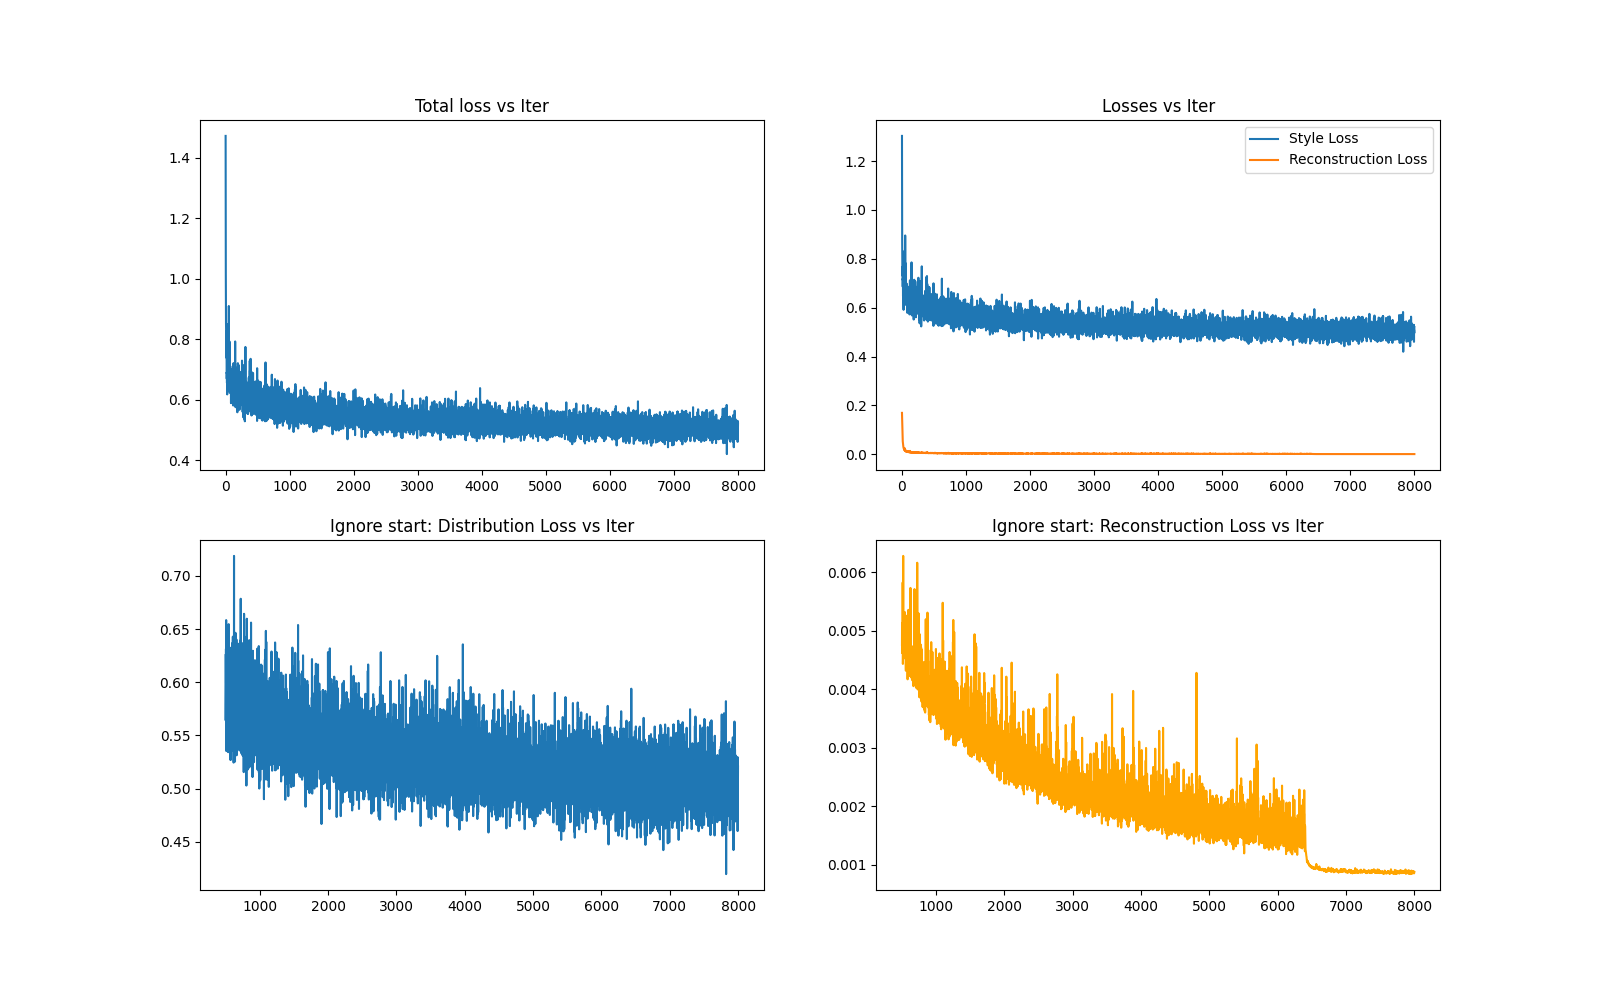 Total loss vs Iter
1.4
1.2
1.0
0.8
0.6
0.4
0 1000 2000 3000 4000 5000 6000 7000 8000
Losses vs Iter
Style Loss
Reconstruction Loss
1.2
1.0
0.8
0.6
0.4
0.2
0.0
0 1000 2000 3000 4000 5000 6000 7000 8000
Ignore start: Distribution Loss vs Iter
0.70
0.65
0.60
0.55
0.50
0.45
1000 2000 3000 4000 5000 6000 7000 8000
Ignore start: Reconstruction Loss vs Iter
0.006
0.005
0.004
0.003
0.002
0.001
1000 2000 3000 4000 5000 6000 7000 8000